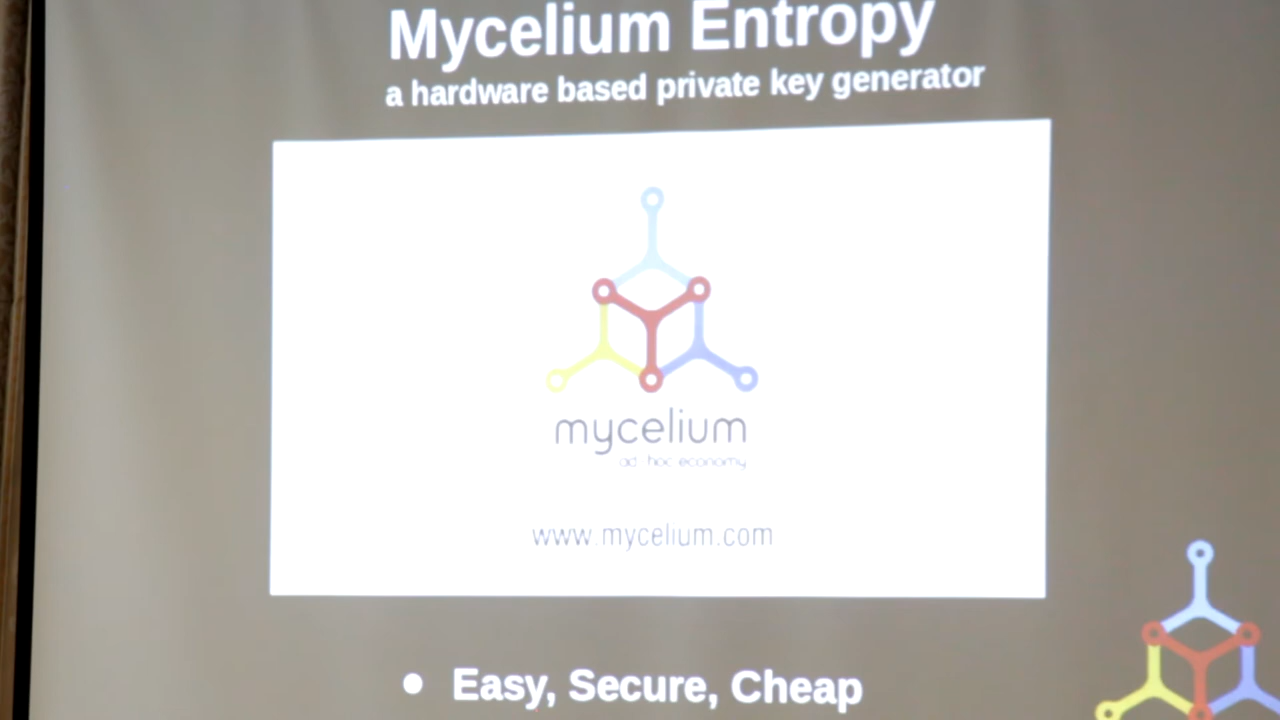 Mycelium Entropy
a hardware based private key generator
mycelium
ad hoc economy
www.mycelium.com
• Easy, Secure, Cheap